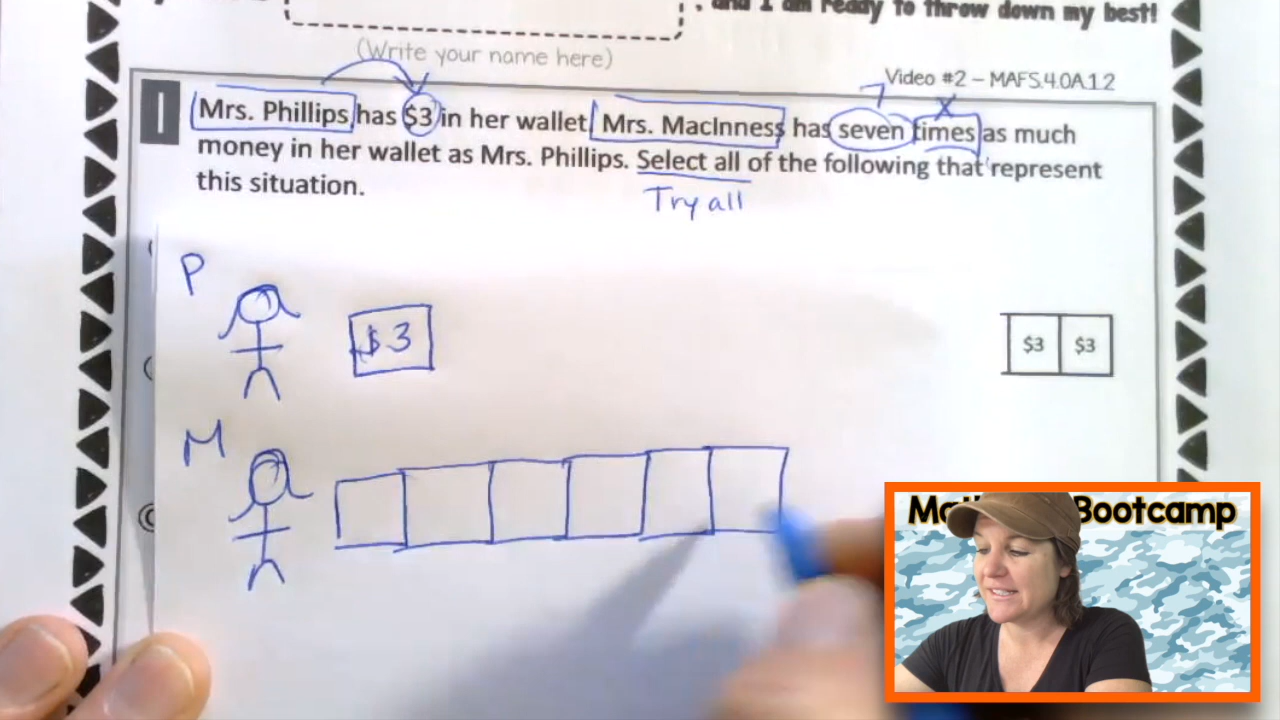 , and I am ready to throw down my best!
(Write your name here)
Video #2 – MAFS.4.OA.1.2
7
x
1
Mrs. Phillips has $3 in her wallet. Mrs. MacInness has seven times as much
money in her wallet as Mrs. Phillips. Select all of the following that represent
this situation.
Try all
P
$3
$3 $3
M
Bootcamp